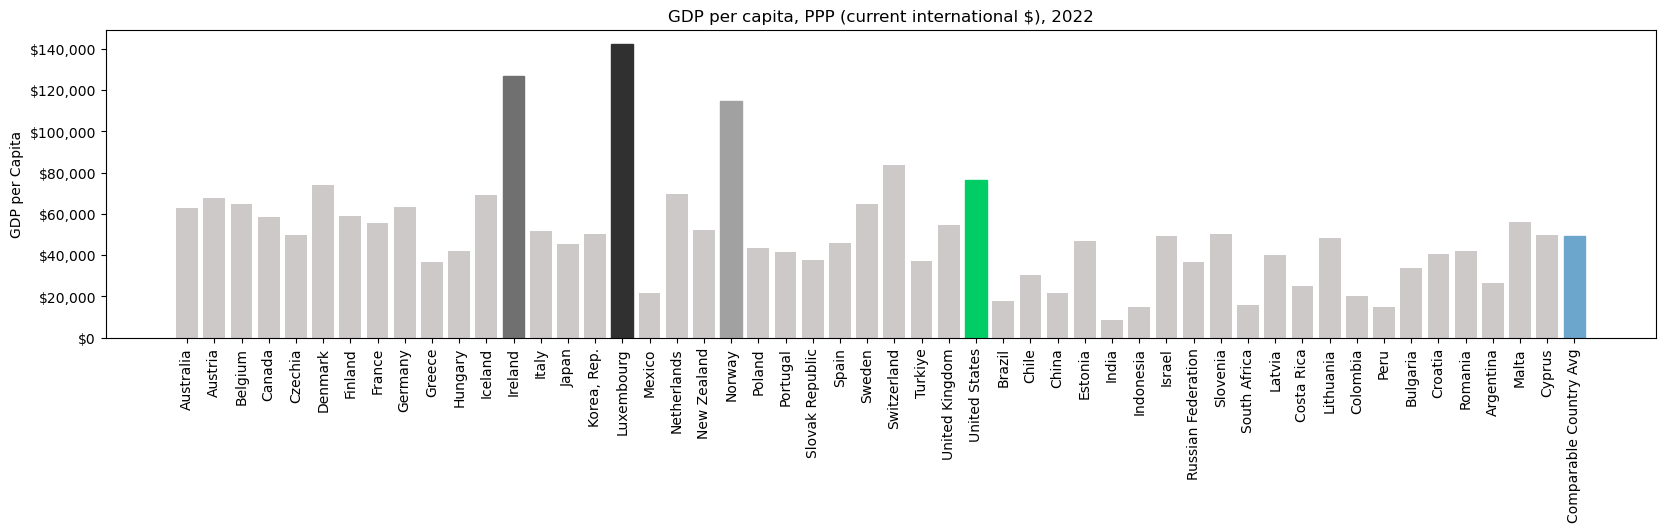 GDP per capita, PPP (current international $), 2022
GDP per Capita
$140,000
$120,000
$100,000
$80,000
$60,000
$40,000
$20,000
$0
Australia
Austria
Belgium
Canada
Czechia
Denmark
Finland
France
Germany
Greece
Hungary
Iceland
Ireland
Italy
Japan
Korea, Rep.
Luxembourg
Mexico
Netherlands
New Zealand
Norway
Poland
Portugal
Slovak Republic
Spain
Sweden
Switzerland
Turkiye
United Kingdom
United States
Brazil
Chile
China
Estonia
India
Indonesia
Israel
Russian Federation
Slovenia
South Africa
Latvia
Costa Rica
Lithuania
Colombia
Peru
Bulgaria
Croatia
Romania
Argentina
Malta
Cyprus
Comparable Country Avg